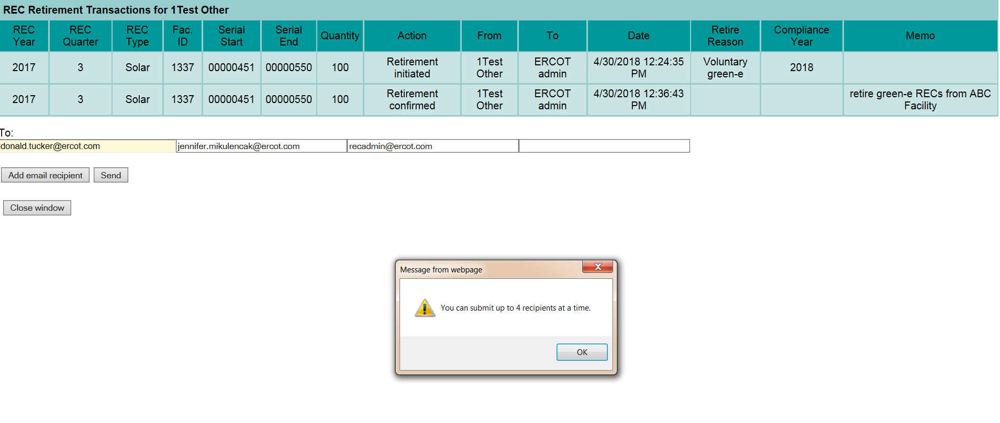 REC Retirement Transactions for 1Test Other
REC Year REC Quarter REC Type Fac. ID Serial Start Serial End Quantity Action From To Date Retire Reason Compliance Year Memo
2017 3 Solar 1337 00000451 00000550 100 Retirement initiated 1Test Other ERCOT admin 4/30/2018 12:24:35 PM Voluntary green-e 2018
2017 3 Solar 1337 00000451 00000550 100 Retirement confirmed 1Test Other ERCOT admin 4/30/2018 12:36:43 PM retire green-e RECs from ABC Facility
To:
donald.tucker@ercot.com jennifer.mikulencak@ercot.com recadmin@ercot.com
Add email recipient Send
Close window
Message from webpage
You can submit up to 4 recipients at a time.
OK